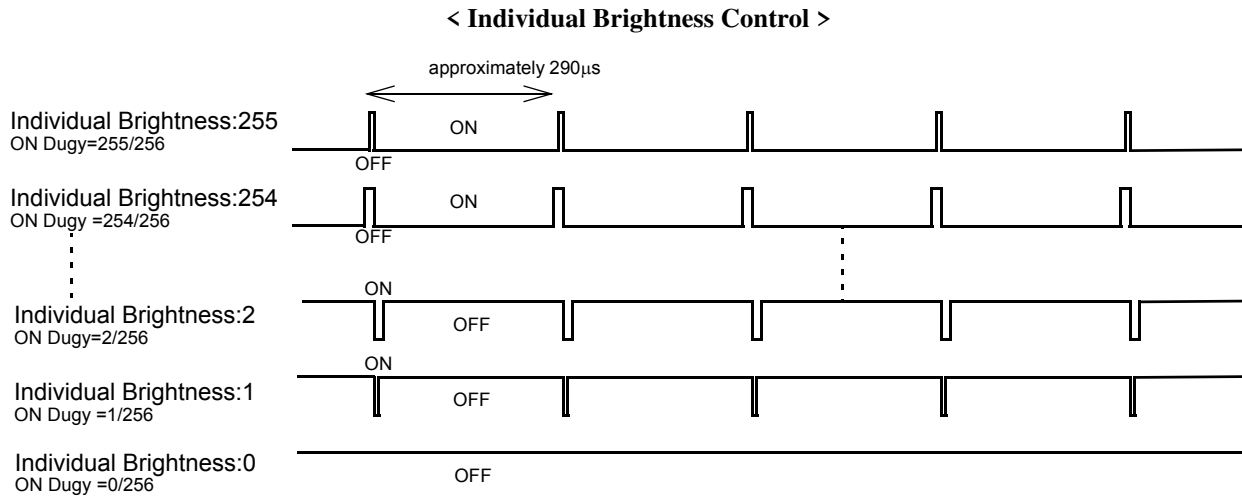 < Individual Brightness Control >
approximately 290μs
Individual Brightness:255
ON Dugy=255/256
ON
OFF
Individual Brightness:254
ON Dugy =254/256
ON
OFF
Individual Brightness:2
ON Dugy=2/256
ON
OFF
Individual Brightness:1
ON Dugy =1/256
ON
OFF
Individual Brightness:0
ON Dugy =0/256
OFF